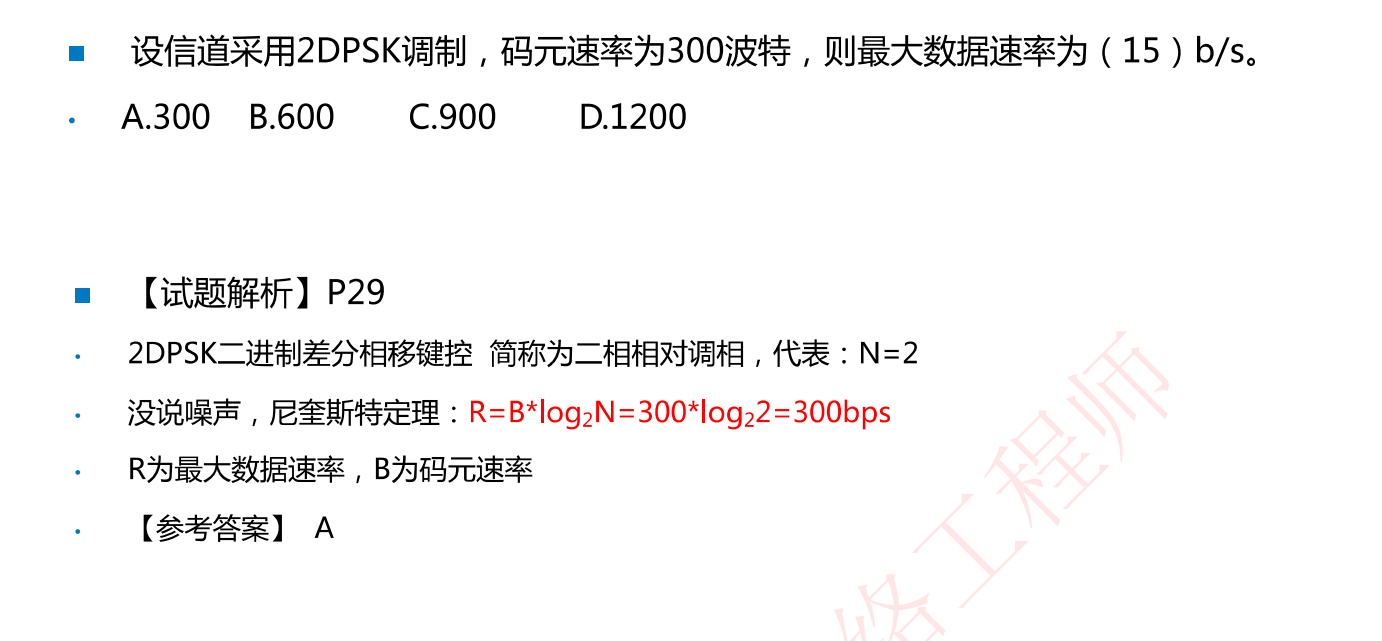 设信道采用2DPSK调制，码元速率为300波特，则最大数据速率为（15）b/s。
A.300 B.600 C.900 D.1200
【试题解析】P29
2DPSK二进制差分相移键控 简称为二相相对调相，代表：N=2
没说噪声，尼奎斯特定理：R=B*log₂N=300*log₂2=300bps
R为最大数据速率，B为码元速率
【参考答案】 A
络工程师